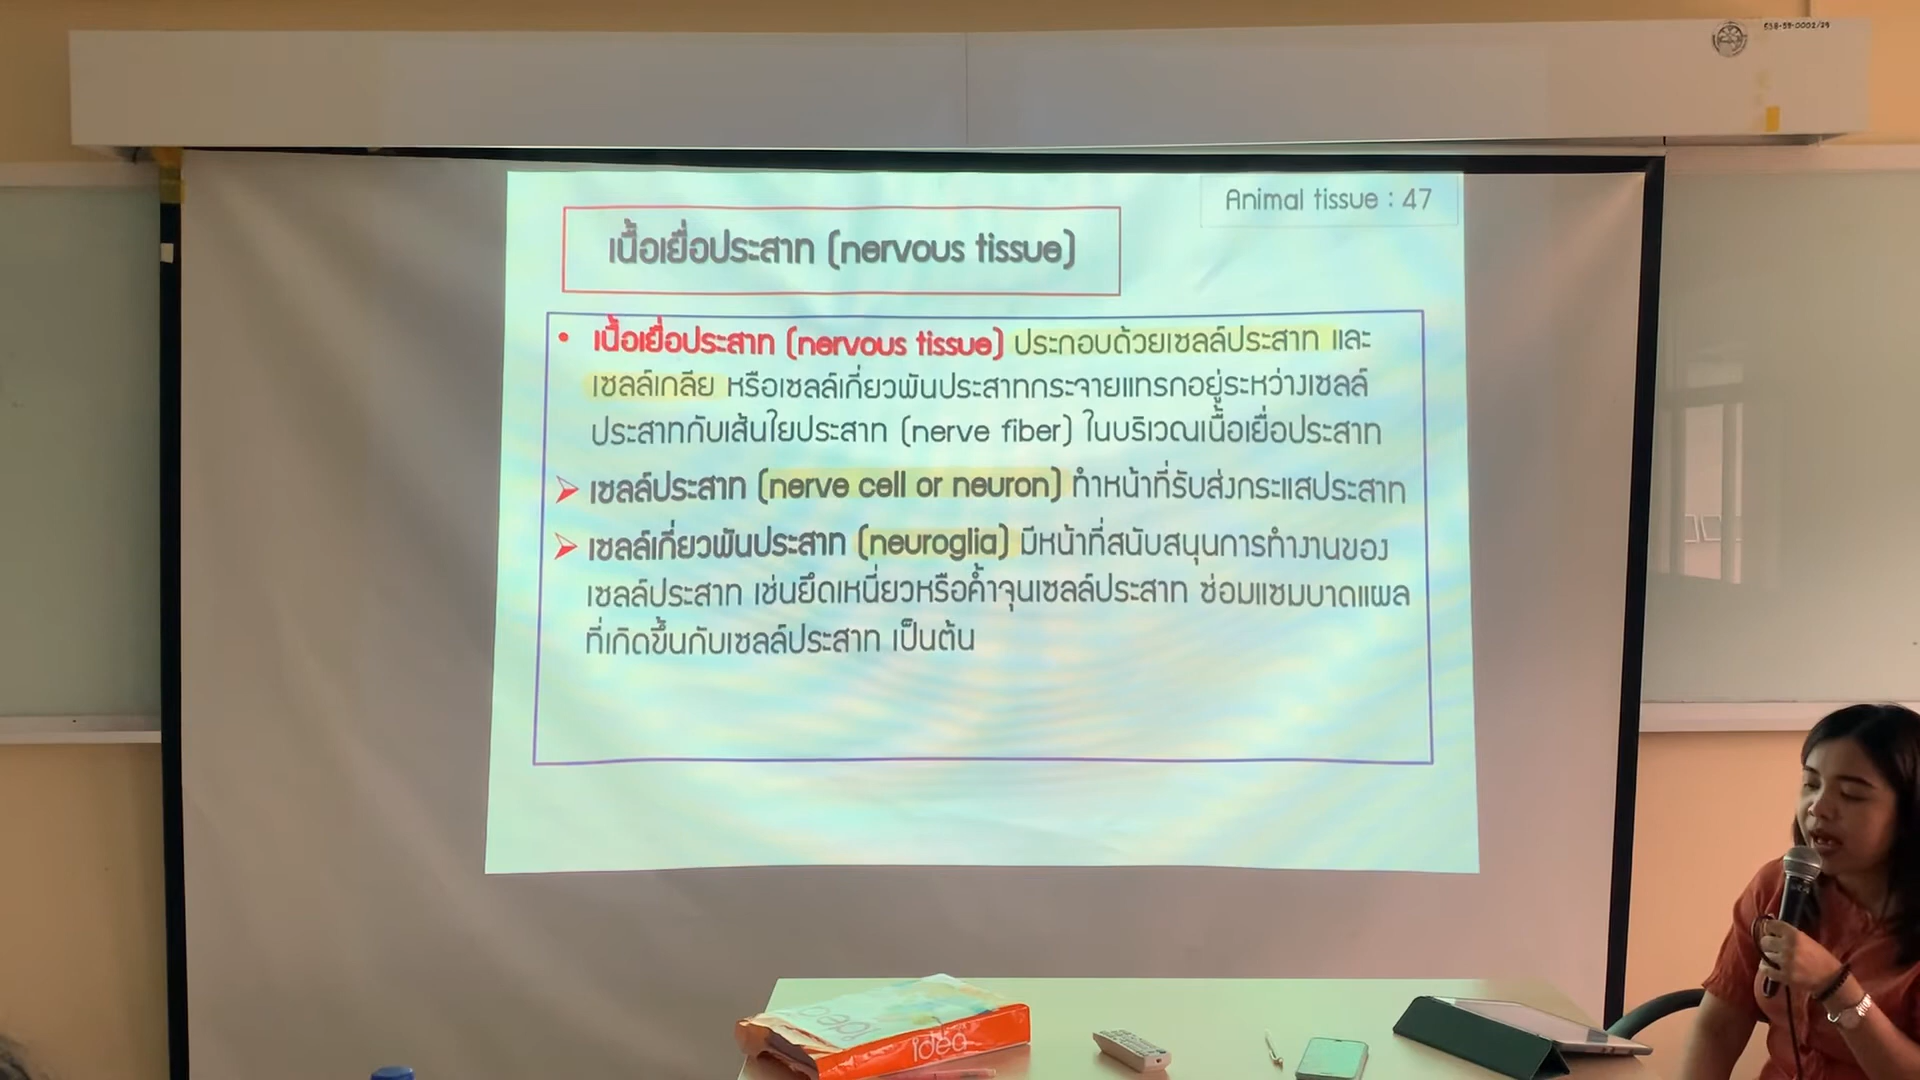 538-59-0002/29
Animal tissue : 47
เนื้อเยื่อประสาท (nervous tissue)
• เนื้อเยื่อประสาท (nervous tissue) ประกอบด้วยเซลล์ประสาท และ
เซลล์เกลีย หรือเซลล์เกี่ยวพันประสาทกระจายแทรกอยู่ระหว่างเซลล์
ประสาทกับเส้นใยประสาท (nerve fiber) ในบริเวณเนื้อเยื่อประสาท
เซลล์ประสาท (nerve cell or neuron) ทำหน้าที่รับส่งกระแสประสาท
เซลล์เกี่ยวพันประสาท (neuroglia) มีหน้าที่สนับสนุนการทำงานของ
เซลล์ประสาท เช่นยึดเหนี่ยวหรือค้ำจุนเซลล์ประสาท ซ่อมแซมบาดแผล
ที่เกิดขึ้นกับเซลล์ประสาท เป็นต้น
idea
idea